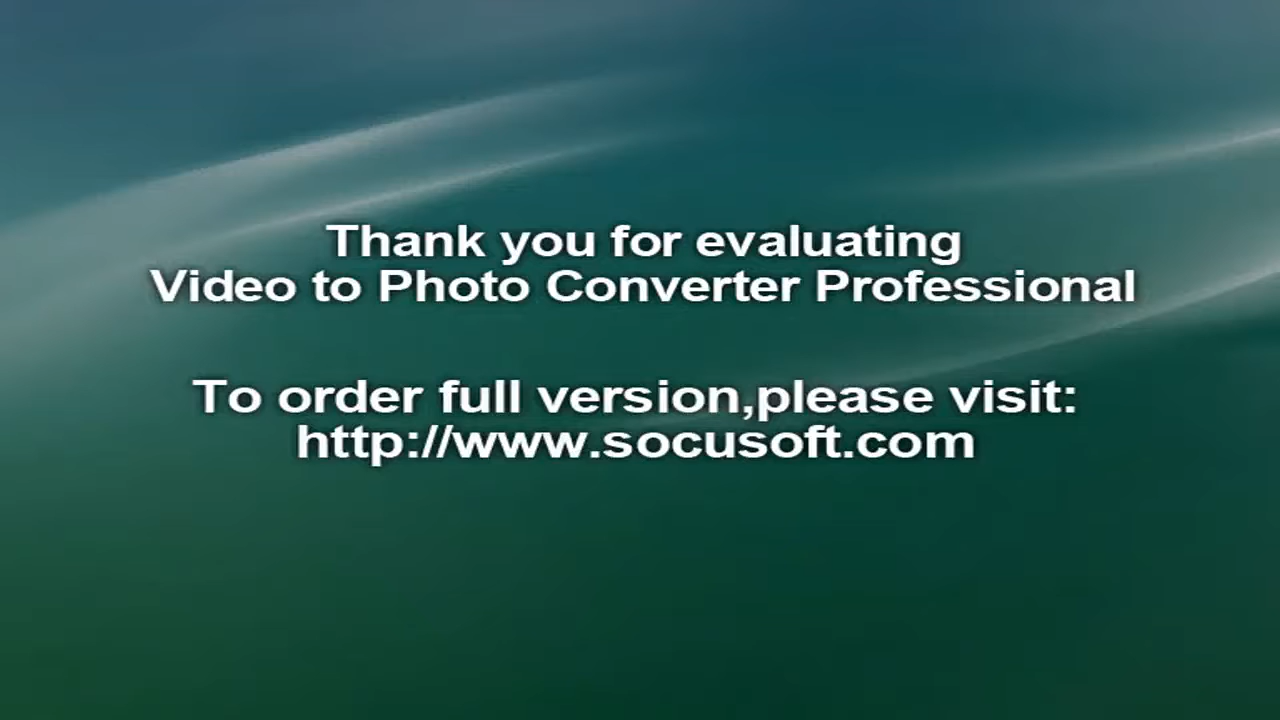 Thank you for evaluating
Video to Photo Converter Professional
To order full version,please visit:
http://www.socusoft.com